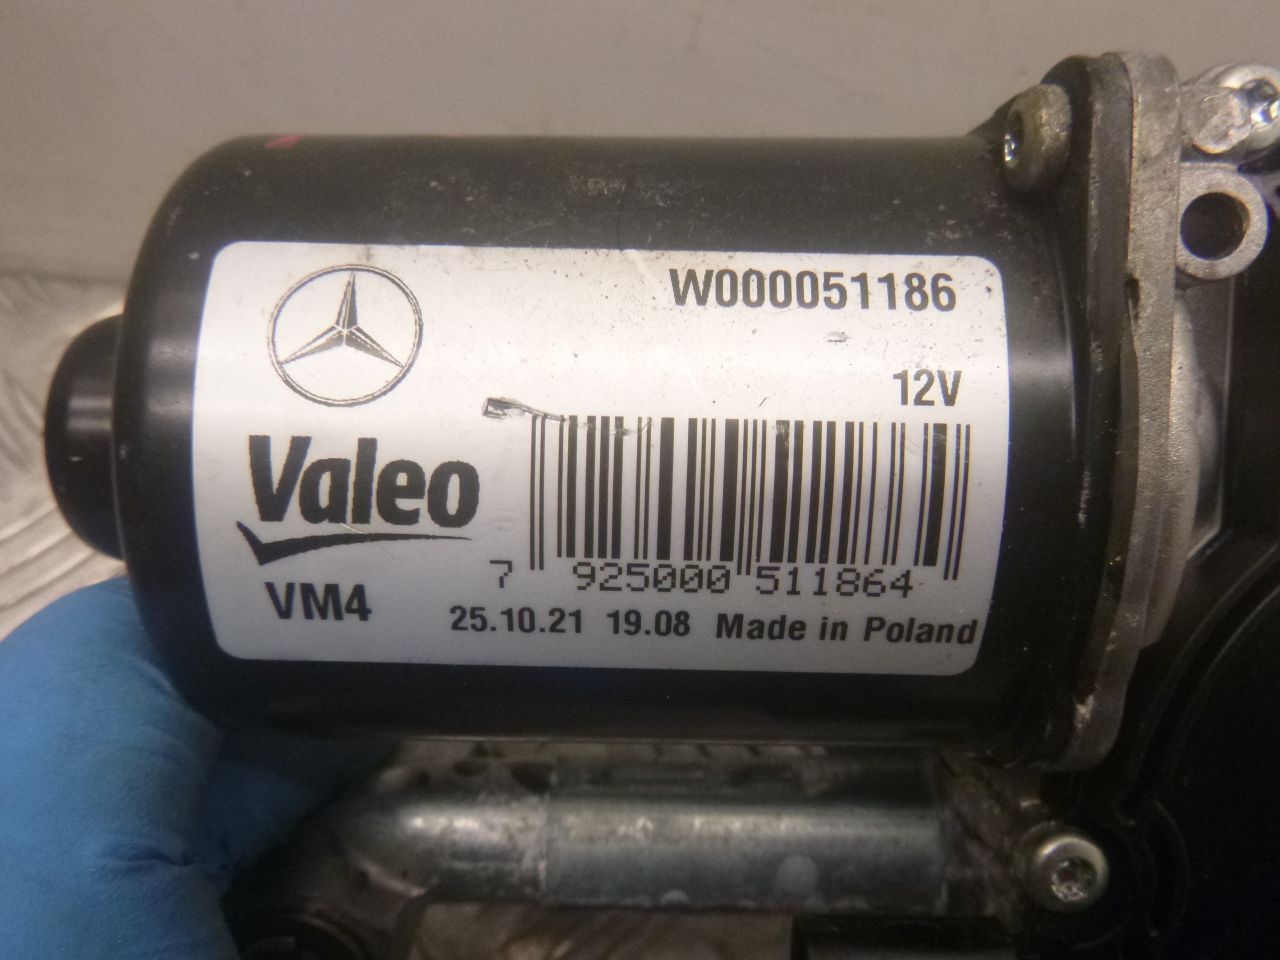 W000051186
12V
Valeo
7 925000 511864
VM4
25.10.21 19.08 Made in Poland